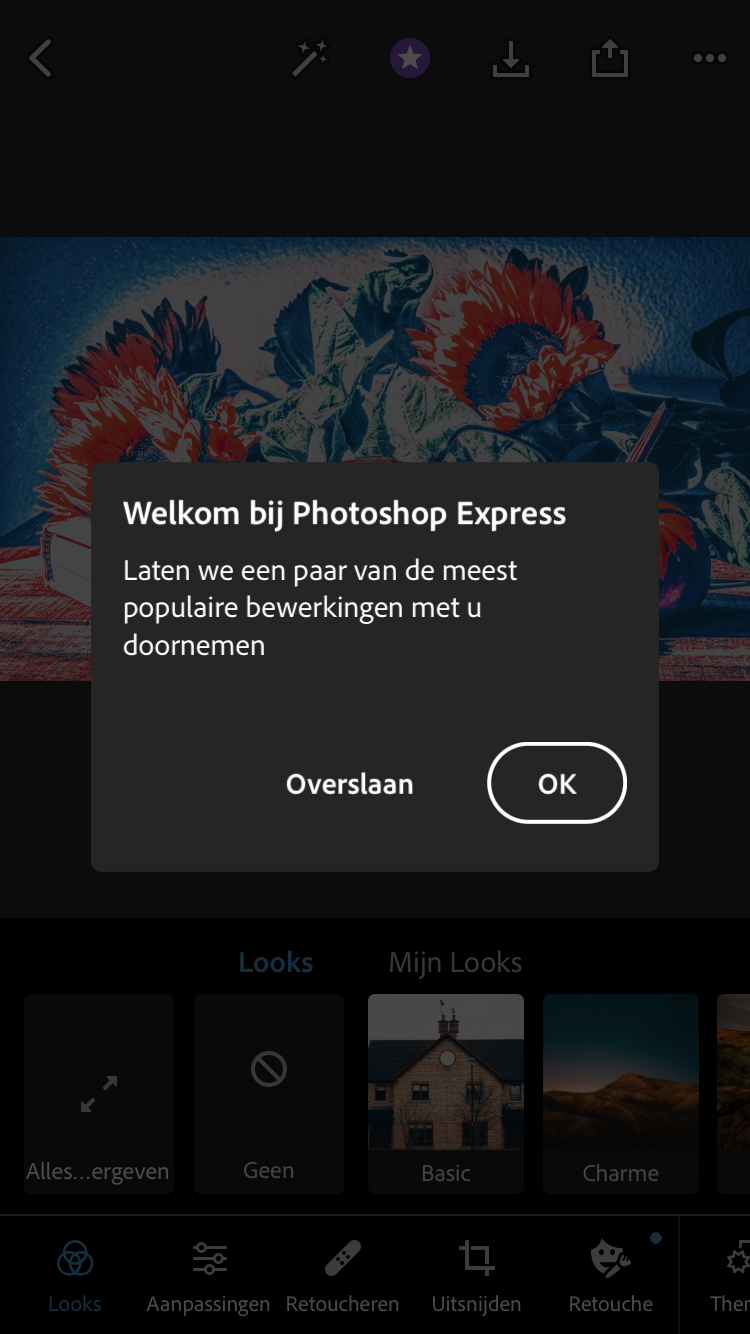 Welkom bij Photoshop Express
Laten we een paar van de meest
populaire bewerkingen met u
doornemen
Overslaan OK
Looks Mijn Looks
Alles...ergeven Geen Basic Charme
Looks Aanpassingen Retoucheren Uitsnijden Retouche